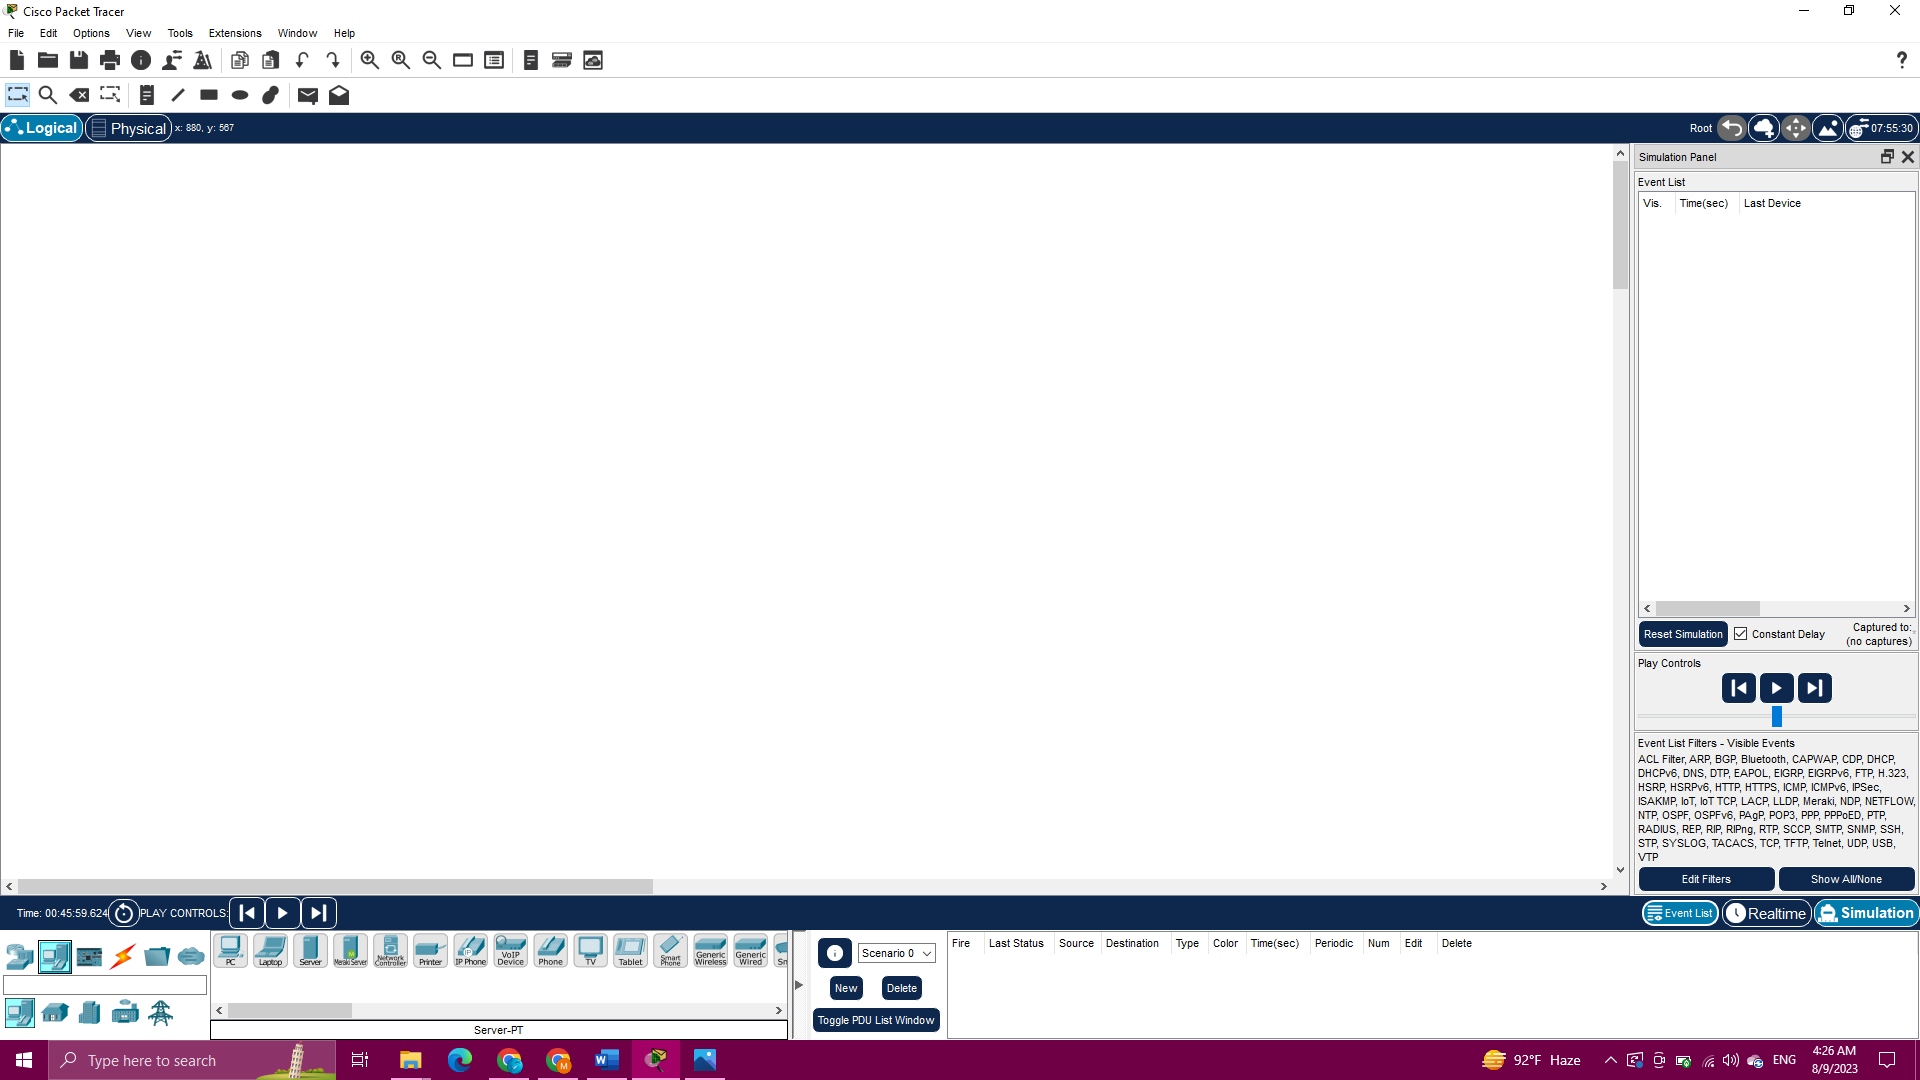 Cisco Packet Tracer
File Edit Options View Tools Extensions Window Help
Logical Physical x: 880, y: 567 Root 07:55:30
Simulation Panel
Event List
Vis. Time(sec) Last Device
Reset Simulation Constant Delay Captured to:
(no captures)
Play Controls
Event List Filters - Visible Events
ACL Filter, ARP, BGP, Bluetooth, CAPWAP, CDP, DHCP,
DHCPv6, DNS, DTP, EAPOL, EIGRP, EIGRPv6, FTP, H.323,
HSRP, HSRPv6, HTTP, HTTPS, ICMP, ICMPv6, IPSec,
ISAKMP, IoT, IoT TCP, LACP, LLDP, Meraki, NDP, NETFLOW,
NTP, OSPF, OSPFv6, PAgP, POP3, PPP, PPPoED, PTP,
RADIUS, REP, RIP, RIPng, RTP, SCCP, SMTP, SNMP, SSH,
STP, SYSLOG, TACACS, TCP, TFTP, Telnet, UDP, USB,
VTP
Edit Filters Show All/None
Time: 00:45:59.624 PLAY CONTROLS: Event List Realtime Simulation
PC Laptop Server Meraki Server Network Controller Printer IP Phone VoIP Device Phone TV Tablet Smart Phone Generic Wireless Generic Wired
Server-PT
Scenario 0
New Delete
Toggle PDU List Window
Fire Last Status Source Destination Type Color Time(sec) Periodic Num Edit Delete
Type here to search
92°F Haze ENG 4:26 AM
8/9/2023